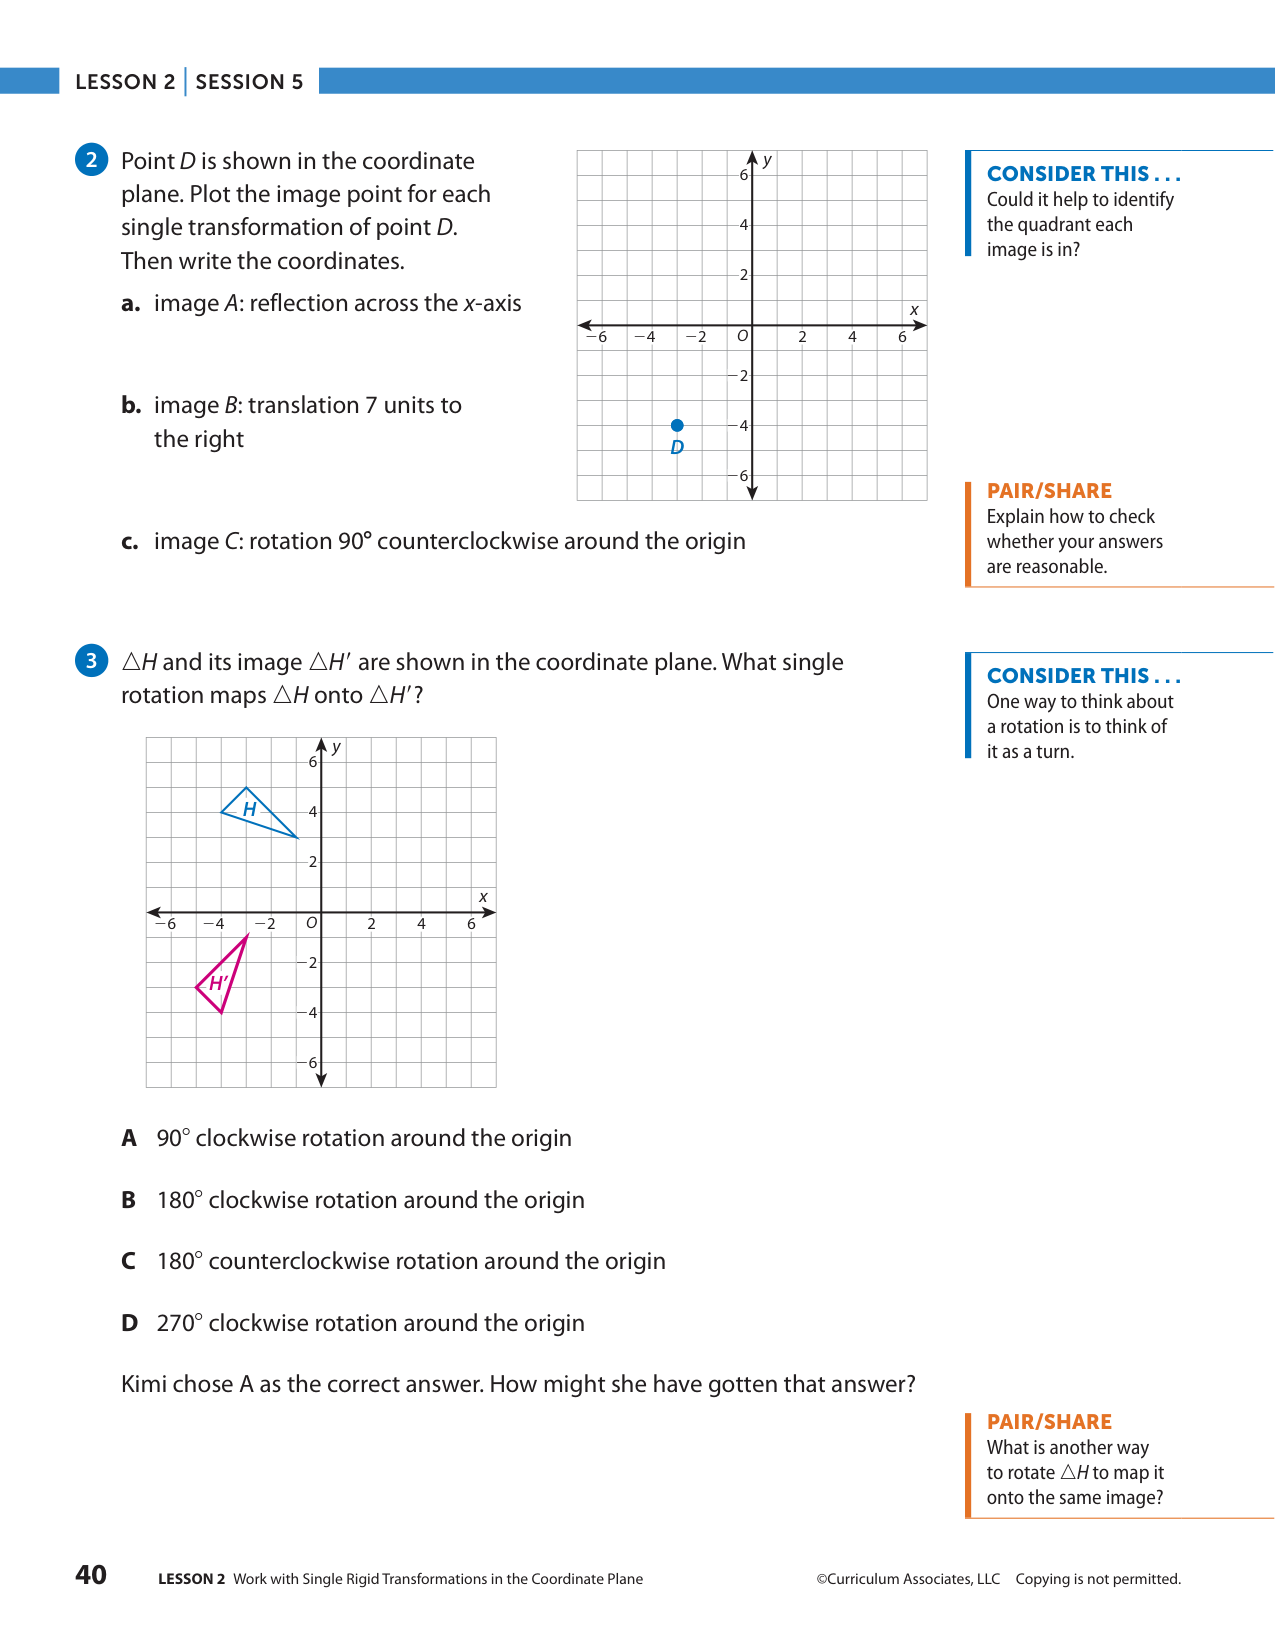 LESSON 2 | SESSION 5
2 Point D is shown in the coordinate
plane. Plot the image point for each
single transformation of point D.
Then write the coordinates.
a. image A: reflection across the x-axis
b. image B: translation 7 units to
the right
c. image C: rotation 90° counterclockwise around the origin
y
6
4
2
x
−6 −4 −2 O 2 4 6
−2
−4
D
−6
CONSIDER THIS . . .
Could it help to identify
the quadrant each
image is in?
PAIR/SHARE
Explain how to check
whether your answers
are reasonable.
3 △H and its image △H′ are shown in the coordinate plane. What single
rotation maps △H onto △H′?
y
6
H
4
2
x
−6 −4 −2 O 2 4 6
−2
H′
−4
−6
CONSIDER THIS . . .
One way to think about
a rotation is to think of
it as a turn.
A 90° clockwise rotation around the origin
B 180° clockwise rotation around the origin
C 180° counterclockwise rotation around the origin
D 270° clockwise rotation around the origin
Kimi chose A as the correct answer. How might she have gotten that answer?
PAIR/SHARE
What is another way
to rotate △H to map it
onto the same image?
40 LESSON 2 Work with Single Rigid Transformations in the Coordinate Plane ©Curriculum Associates, LLC Copying is not permitted.